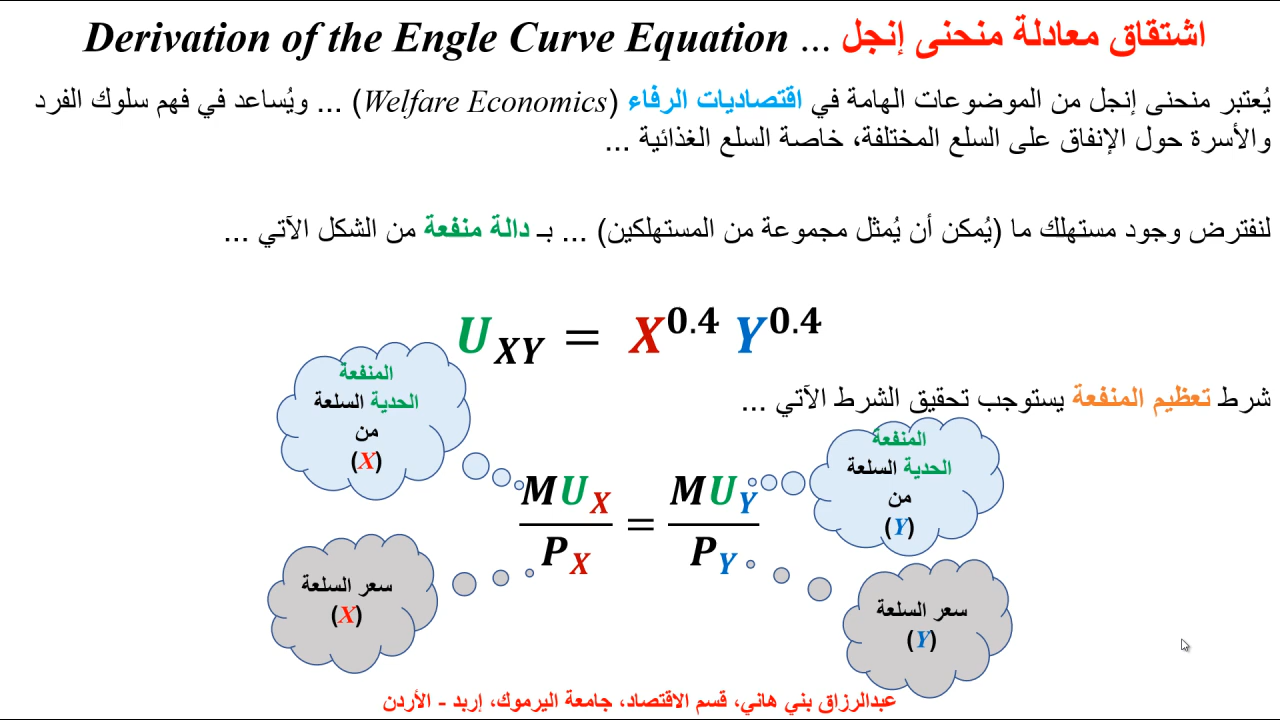 اشتقاق معادلة منحنى إنجل ... Derivation of the Engle Curve Equation
يُعتبر منحنى إنجل من الموضوعات الهامة في اقتصاديات الرفاء (Welfare Economics) ... ويُساعد في فهم سلوك الفرد
والأسرة حول الإنفاق على السلع المختلفة، خاصة السلع الغذائية ...
لنفترض وجود مستهلك ما (يُمكن أن يُمثل مجموعة من المستهلكين) ... بـ دالة منفعة من الشكل الآتي ...
U_XY = X^0.4 Y^0.4
شرط تعظيم المنفعة يستوجب تحقيق الشرط الآتي ...
المنفعة
الحدية السلعة
من
(X)
المنفعة
الحدية السلعة
من
(Y)
MU_X / P_X = MU_Y / P_Y
سعر السلعة
(X)
سعر السلعة
(Y)
عبدالرزاق بني هاني، قسم الاقتصاد، جامعة اليرموك، إربد - الأردن